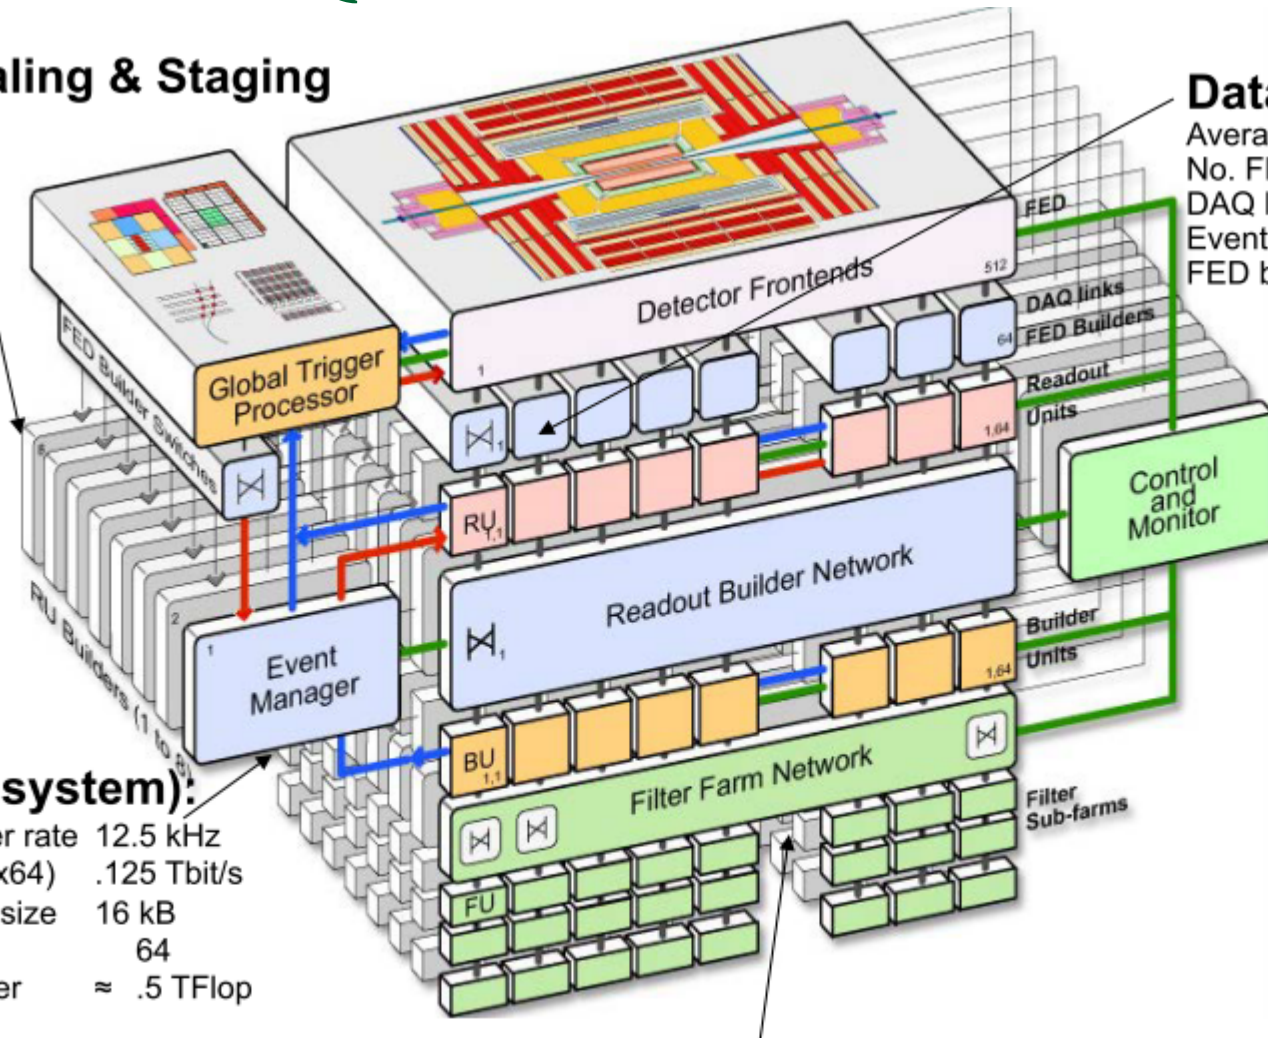 aling & Staging
Data
Avera
No. FE
DAQ l
Event
FED b
FED
DAQ links
FED Builders
Readout
Units
Detector Frontends
1
512
64
Global Trigger
Processor
FED Builder Switches
1
RU
1,1
1,64
Control
and
Monitor
Readout Builder Network
1
8
2
1
RU Builders (1 to 8)
Event
Manager
Builder
Units
BU
1,1
1,64
Filter Farm Network
Filter
Sub-farms
FU
system):
er rate 12.5 kHz
x64) .125 Tbit/s
size 16 kB
64
er ≈ .5 TFlop